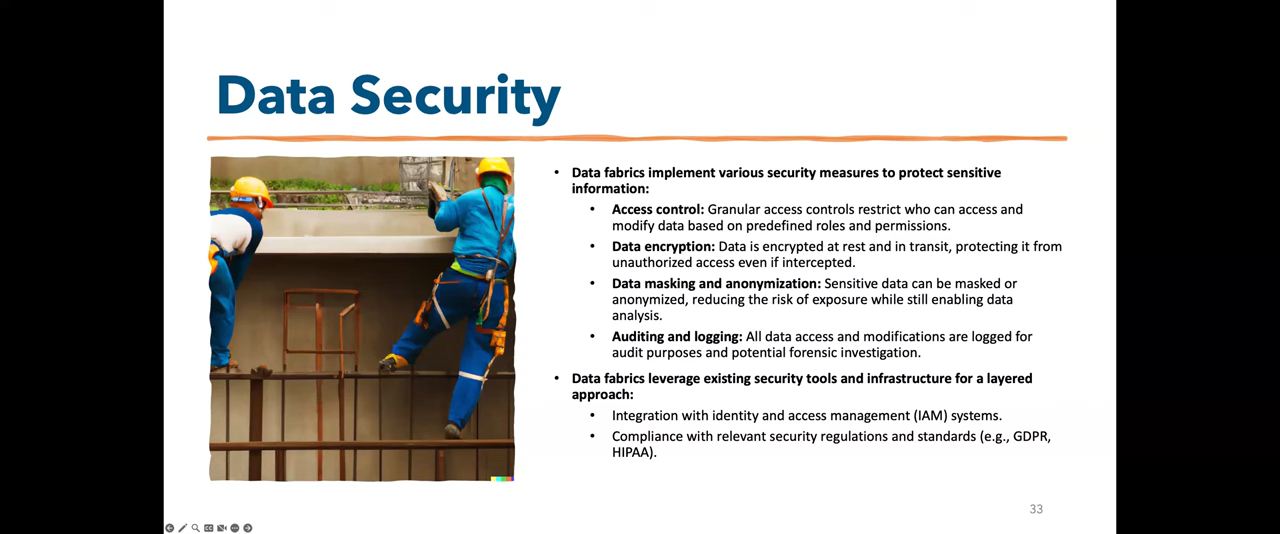 Data Security
• Data fabrics implement various security measures to protect sensitive
information:
• Access control: Granular access controls restrict who can access and
modify data based on predefined roles and permissions.
• Data encryption: Data is encrypted at rest and in transit, protecting it from
unauthorized access even if intercepted.
• Data masking and anonymization: Sensitive data can be masked or
anonymized, reducing the risk of exposure while still enabling data
analysis.
• Auditing and logging: All data access and modifications are logged for
audit purposes and potential forensic investigation.
• Data fabrics leverage existing security tools and infrastructure for a layered
approach:
• Integration with identity and access management (IAM) systems.
• Compliance with relevant security regulations and standards (e.g., GDPR,
HIPAA).
33